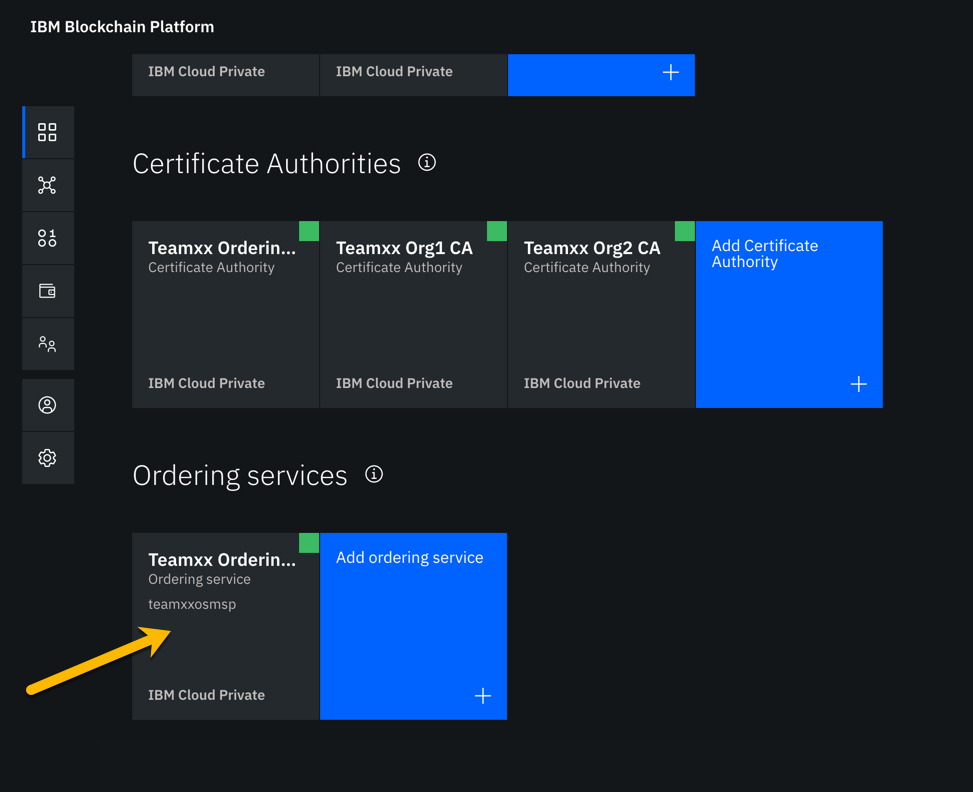 IBM Blockchain Platform
IBM Cloud Private
IBM Cloud Private
Certificate Authorities
Teamxx Orderin...
Certificate Authority
IBM Cloud Private
Teamxx Org1 CA
Certificate Authority
IBM Cloud Private
Teamxx Org2 CA
Certificate Authority
IBM Cloud Private
Add Certificate
Authority
Ordering services
Teamxx Orderin...
Ordering service
teamxxosmsp
IBM Cloud Private
Add ordering service